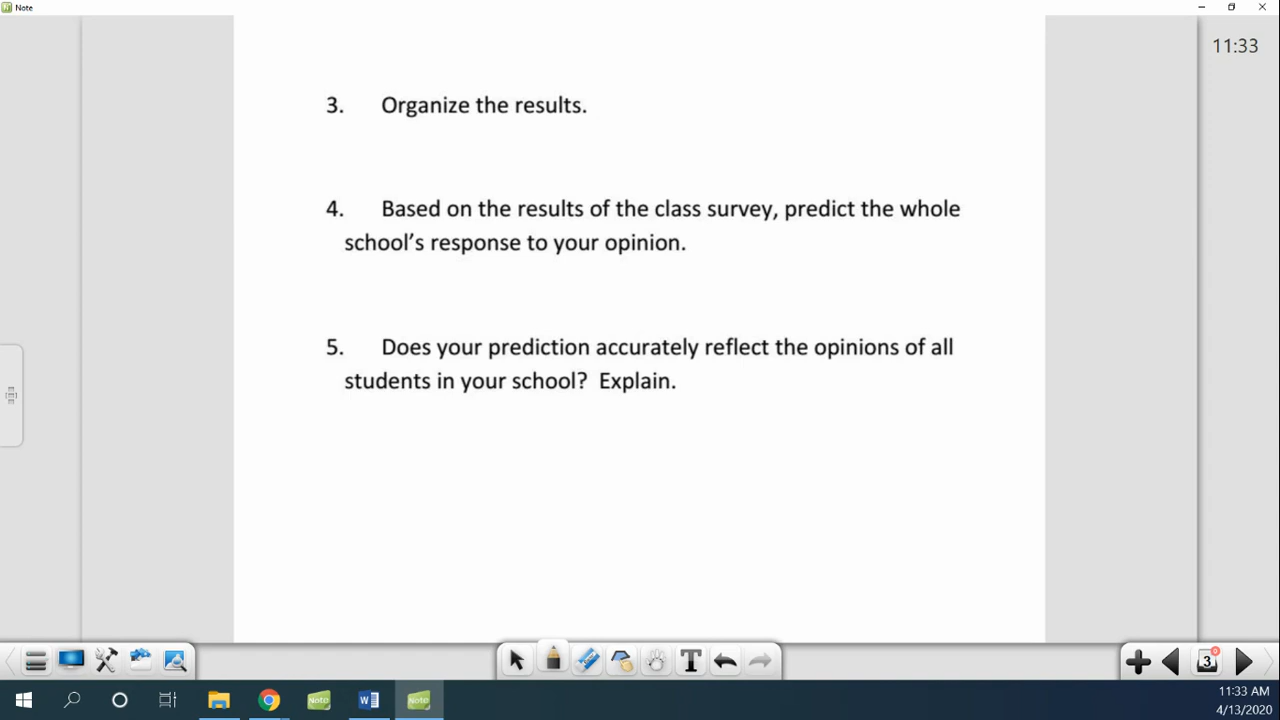 Note
11:33
3. Organize the results.
4. Based on the results of the class survey, predict the whole
school's response to your opinion.
5. Does your prediction accurately reflect the opinions of all
students in your school? Explain.
T
3
Note
Note
11:33 AM
4/13/2020